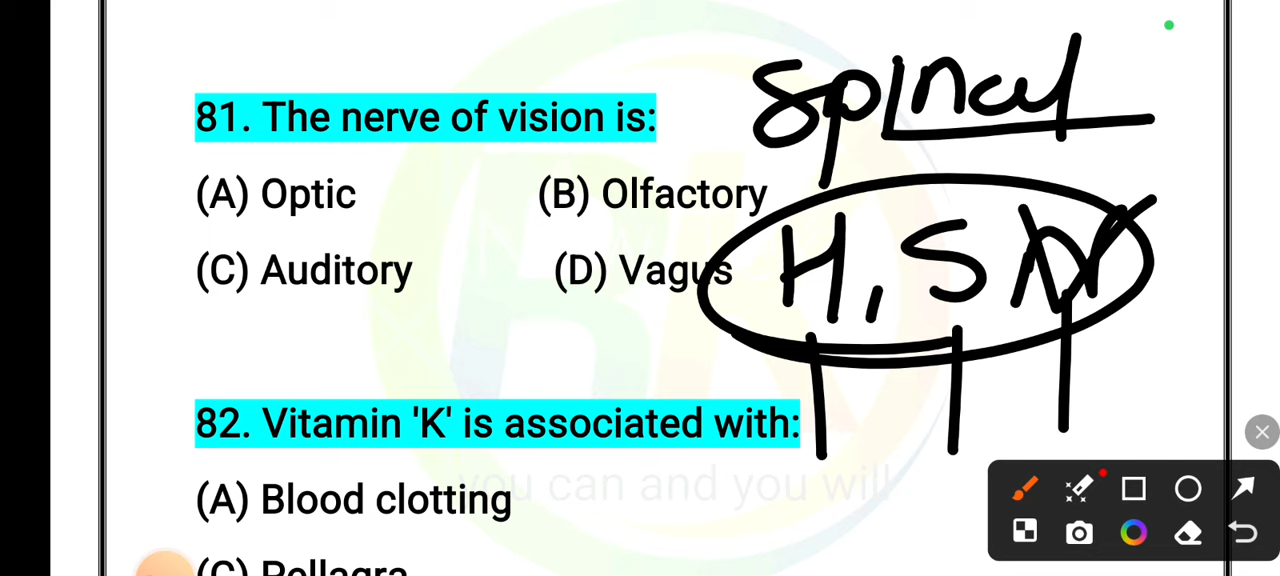 spinal
81. The nerve of vision is:
(A) Optic (B) Olfactory
(C) Auditory (D) Vagus
H, S N
82. Vitamin 'K' is associated with:
you can and you will
(A) Blood clotting
(C) Pellagra